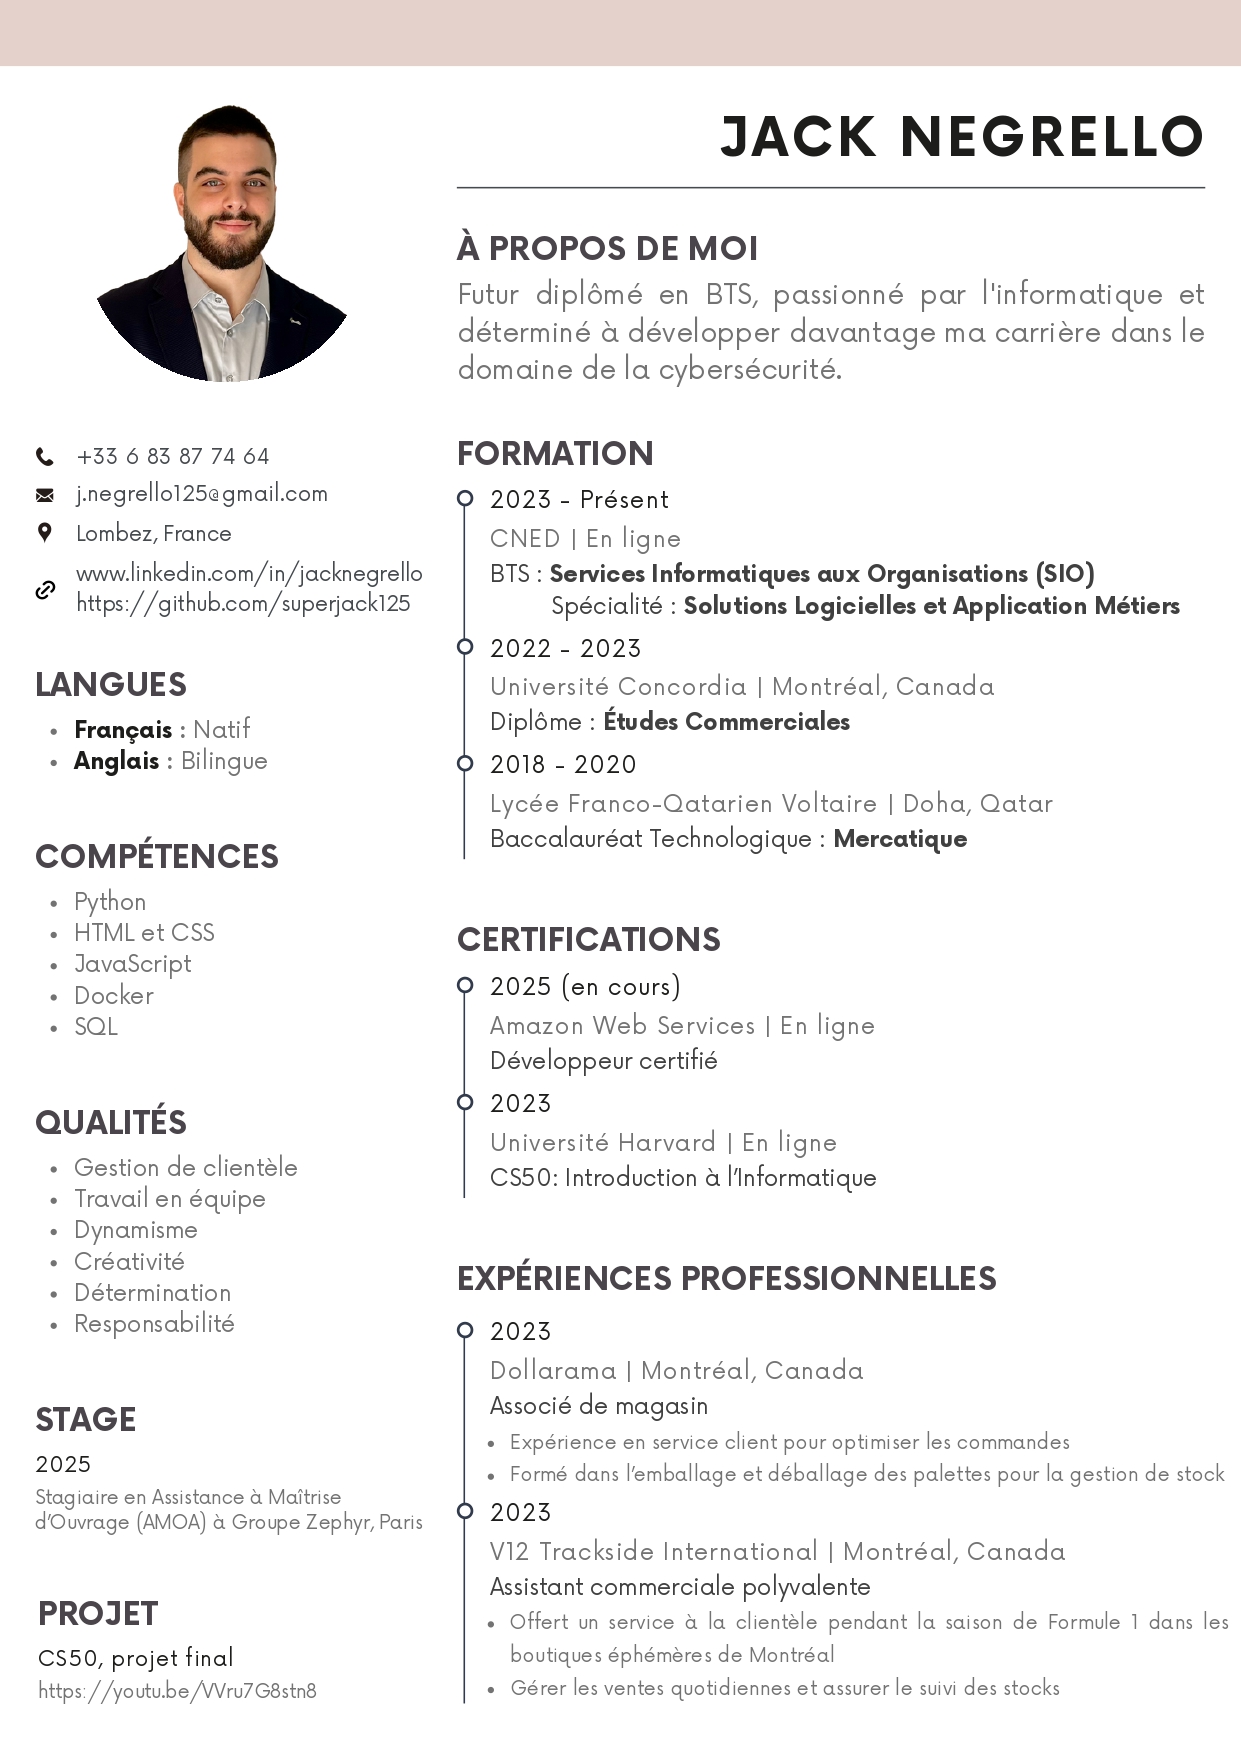 JACK NEGRELLO
+33 6 83 87 74 64
j.negrello125@gmail.com
Lombez, France
www.linkedin.com/in/jacknegrello
https://github.com/superjack125
LANGUES
• Français : Natif
• Anglais : Bilingue
COMPÉTENCES
• Python
• HTML et CSS
• JavaScript
• Docker
• SQL
QUALITÉS
• Gestion de clientèle
• Travail en équipe
• Dynamisme
• Créativité
• Détermination
• Responsabilité
STAGE
2025
Stagiaire en Assistance à Maîtrise
d’Ouvrage (AMOA) à Groupe Zephyr, Paris
PROJET
CS50, projet final
https://youtu.be/VVru7G8stn8
À PROPOS DE MOI
Futur diplômé en BTS, passionné par l'informatique et
déterminé à développer davantage ma carrière dans le
domaine de la cybersécurité.
FORMATION
2023 - Présent
CNED | En ligne
BTS : Services Informatiques aux Organisations (SIO)
Spécialité : Solutions Logicielles et Application Métiers
2022 - 2023
Université Concordia | Montréal, Canada
Diplôme : Études Commerciales
2018 - 2020
Lycée Franco-Qatarien Voltaire | Doha, Qatar
Baccalauréat Technologique : Mercatique
CERTIFICATIONS
2025 (en cours)
Amazon Web Services | En ligne
Développeur certifié
2023
Université Harvard | En ligne
CS50: Introduction à l’Informatique
EXPÉRIENCES PROFESSIONNELLES
2023
Dollarama | Montréal, Canada
Associé de magasin
• Expérience en service client pour optimiser les commandes
• Formé dans l’emballage et déballage des palettes pour la gestion de stock
2023
V12 Trackside International | Montréal, Canada
Assistant commerciale polyvalente
• Offert un service à la clientèle pendant la saison de Formule 1 dans les
boutiques éphémères de Montréal
• Gérer les ventes quotidiennes et assurer le suivi des stocks